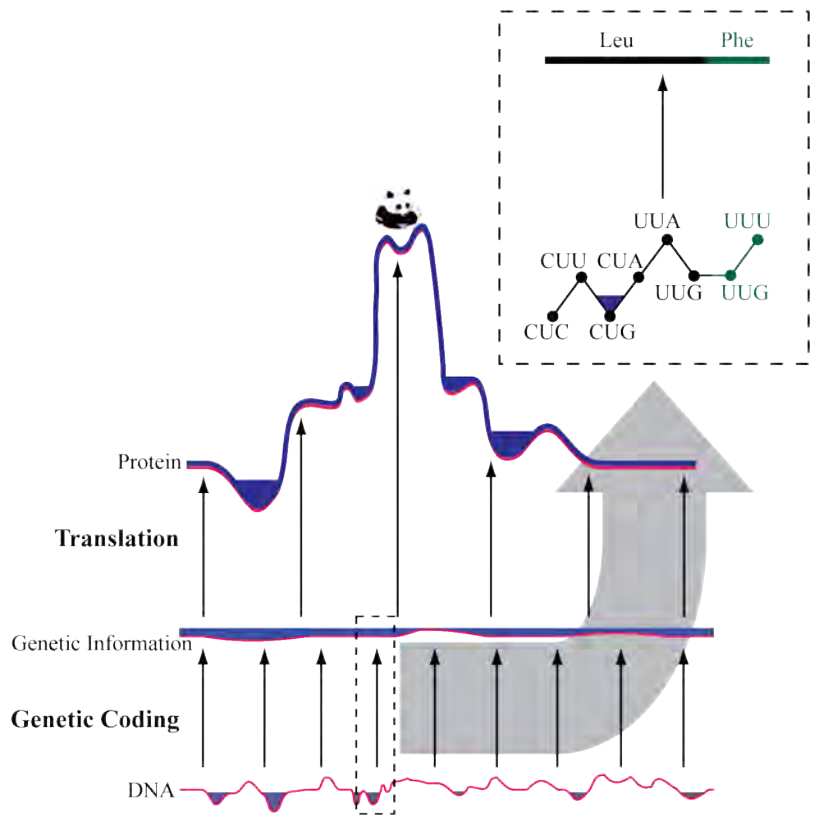 Leu Phe
UUA UUU
CUU CUA
UUG UUG
CUC CUG
Protein
Translation
Genetic Information
Genetic Coding
DNA